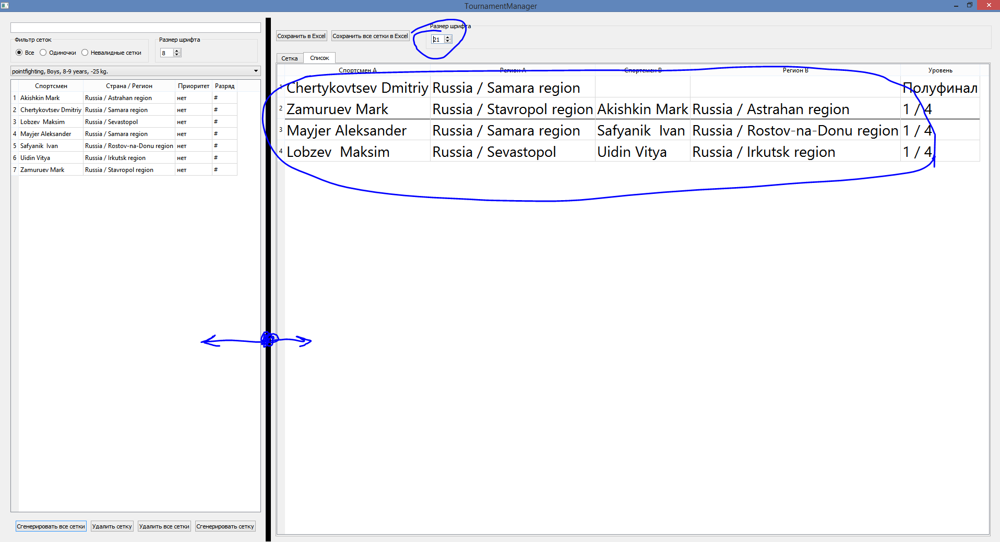 TournamentManager
Фильтр сеток
Все Одиночки Невалидные сетки
Размер шрифта
8
pointfighting, Boys, 8-9 years, -25 kg.
Спортсмен Страна / Регион Приоритет Разряд
1 Akishkin Mark Russia / Astrahan region нет #
2 Chertykovtsev Dmitriy Russia / Samara region нет #
3 Lobzev  Maksim Russia / Sevastopol нет #
4 Mayjer Aleksander Russia / Samara region нет #
5 Safyanik  Ivan Russia / Rostov-na-Donu region нет #
6 Uidin Vitya Russia / Irkutsk region нет #
7 Zamuruev Mark Russia / Stavropol region нет #
Сгенерировать все сетки Удалить сетку Удалить все сетки Сгенерировать сетку
Сохранить в Excel Сохранить все сетки в Excel
Размер шрифта
21
Сетка Список
Спортсмен A Регион A Спортсмен B Регион B Уровень
1 Chertykovtsev Dmitriy Russia / Samara region Полуфинал
2 Zamuruev Mark Russia / Stavropol region Akishkin Mark Russia / Astrahan region 1 / 4
3 Mayjer Aleksander Russia / Samara region Safyanik  Ivan Russia / Rostov-na-Donu region 1 / 4
4 Lobzev  Maksim Russia / Sevastopol Uidin Vitya Russia / Irkutsk region 1 / 4